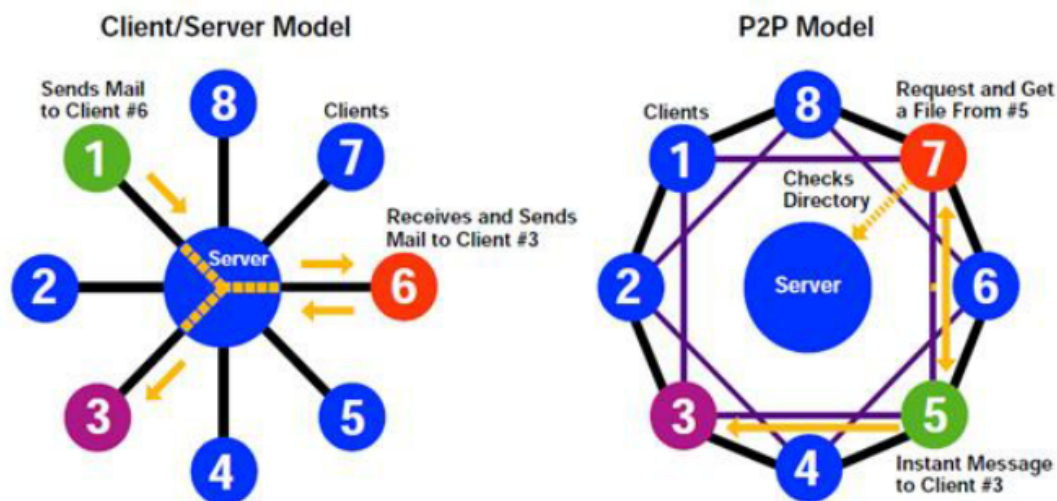 Client/Server Model
Sends Mail
to Client #6
8
Clients
1
7
Receives and Sends
Mail to Client #3
Server
2
6
3
5
4
P2P Model
Request and Get
a File From #5
Clients
8
1
7
Checks
Directory
2
Server
6
3
5
4
Instant Message
to Client #3